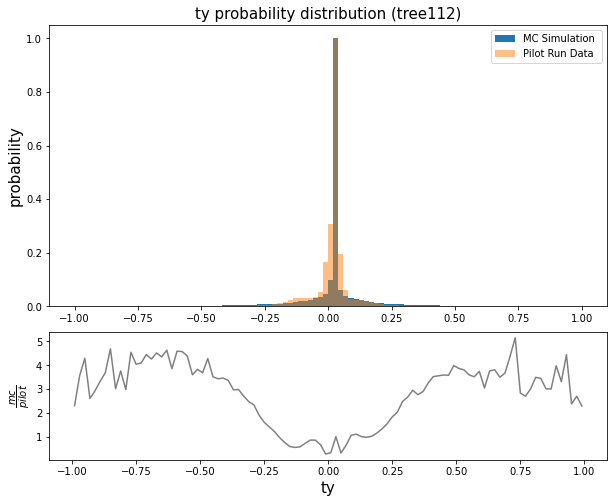 ty probability distribution (tree112)
MC Simulation
Pilot Run Data
probability
1.0
0.8
0.6
0.4
0.2
0.0
−1.00 −0.75 −0.50 −0.25 0.00 0.25 0.50 0.75 1.00
mc
pilot
5
4
3
2
1
−1.00 −0.75 −0.50 −0.25 0.00 0.25 0.50 0.75 1.00
ty